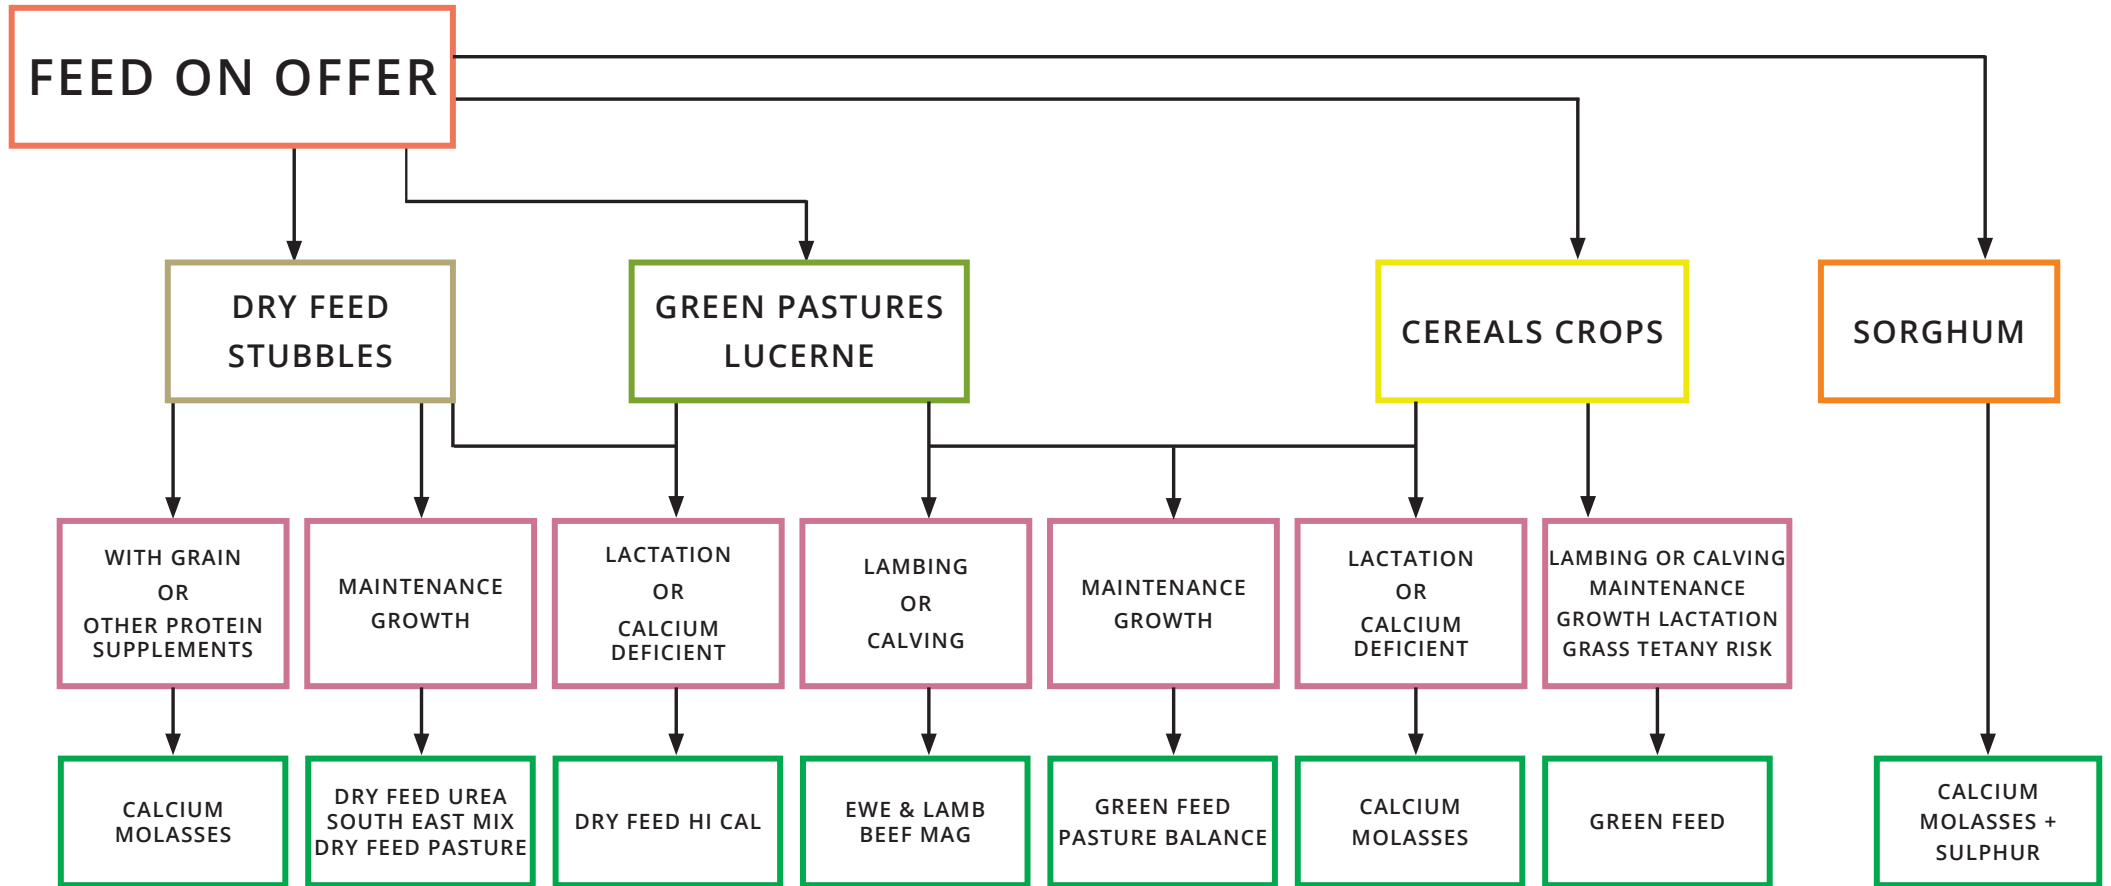 FEED ON OFFER
DRY FEED
STUBBLES
GREEN PASTURES
LUCERNE
CEREALS CROPS
SORGHUM
WITH GRAIN
OR
OTHER PROTEIN
SUPPLEMENTS
MAINTENANCE
GROWTH
LACTATION
OR
CALCIUM
DEFICIENT
LAMBING
OR
CALVING
MAINTENANCE
GROWTH
LACTATION
OR
CALCIUM
DEFICIENT
LAMBING OR CALVING
MAINTENANCE
GROWTH LACTATION
GRASS TETANY RISK
CALCIUM
MOLASSES
DRY FEED UREA
SOUTH EAST MIX
DRY FEED PASTURE
DRY FEED HI CAL
EWE & LAMB
BEEF MAG
GREEN FEED
PASTURE BALANCE
CALCIUM
MOLASSES
GREEN FEED
CALCIUM
MOLASSES +
SULPHUR